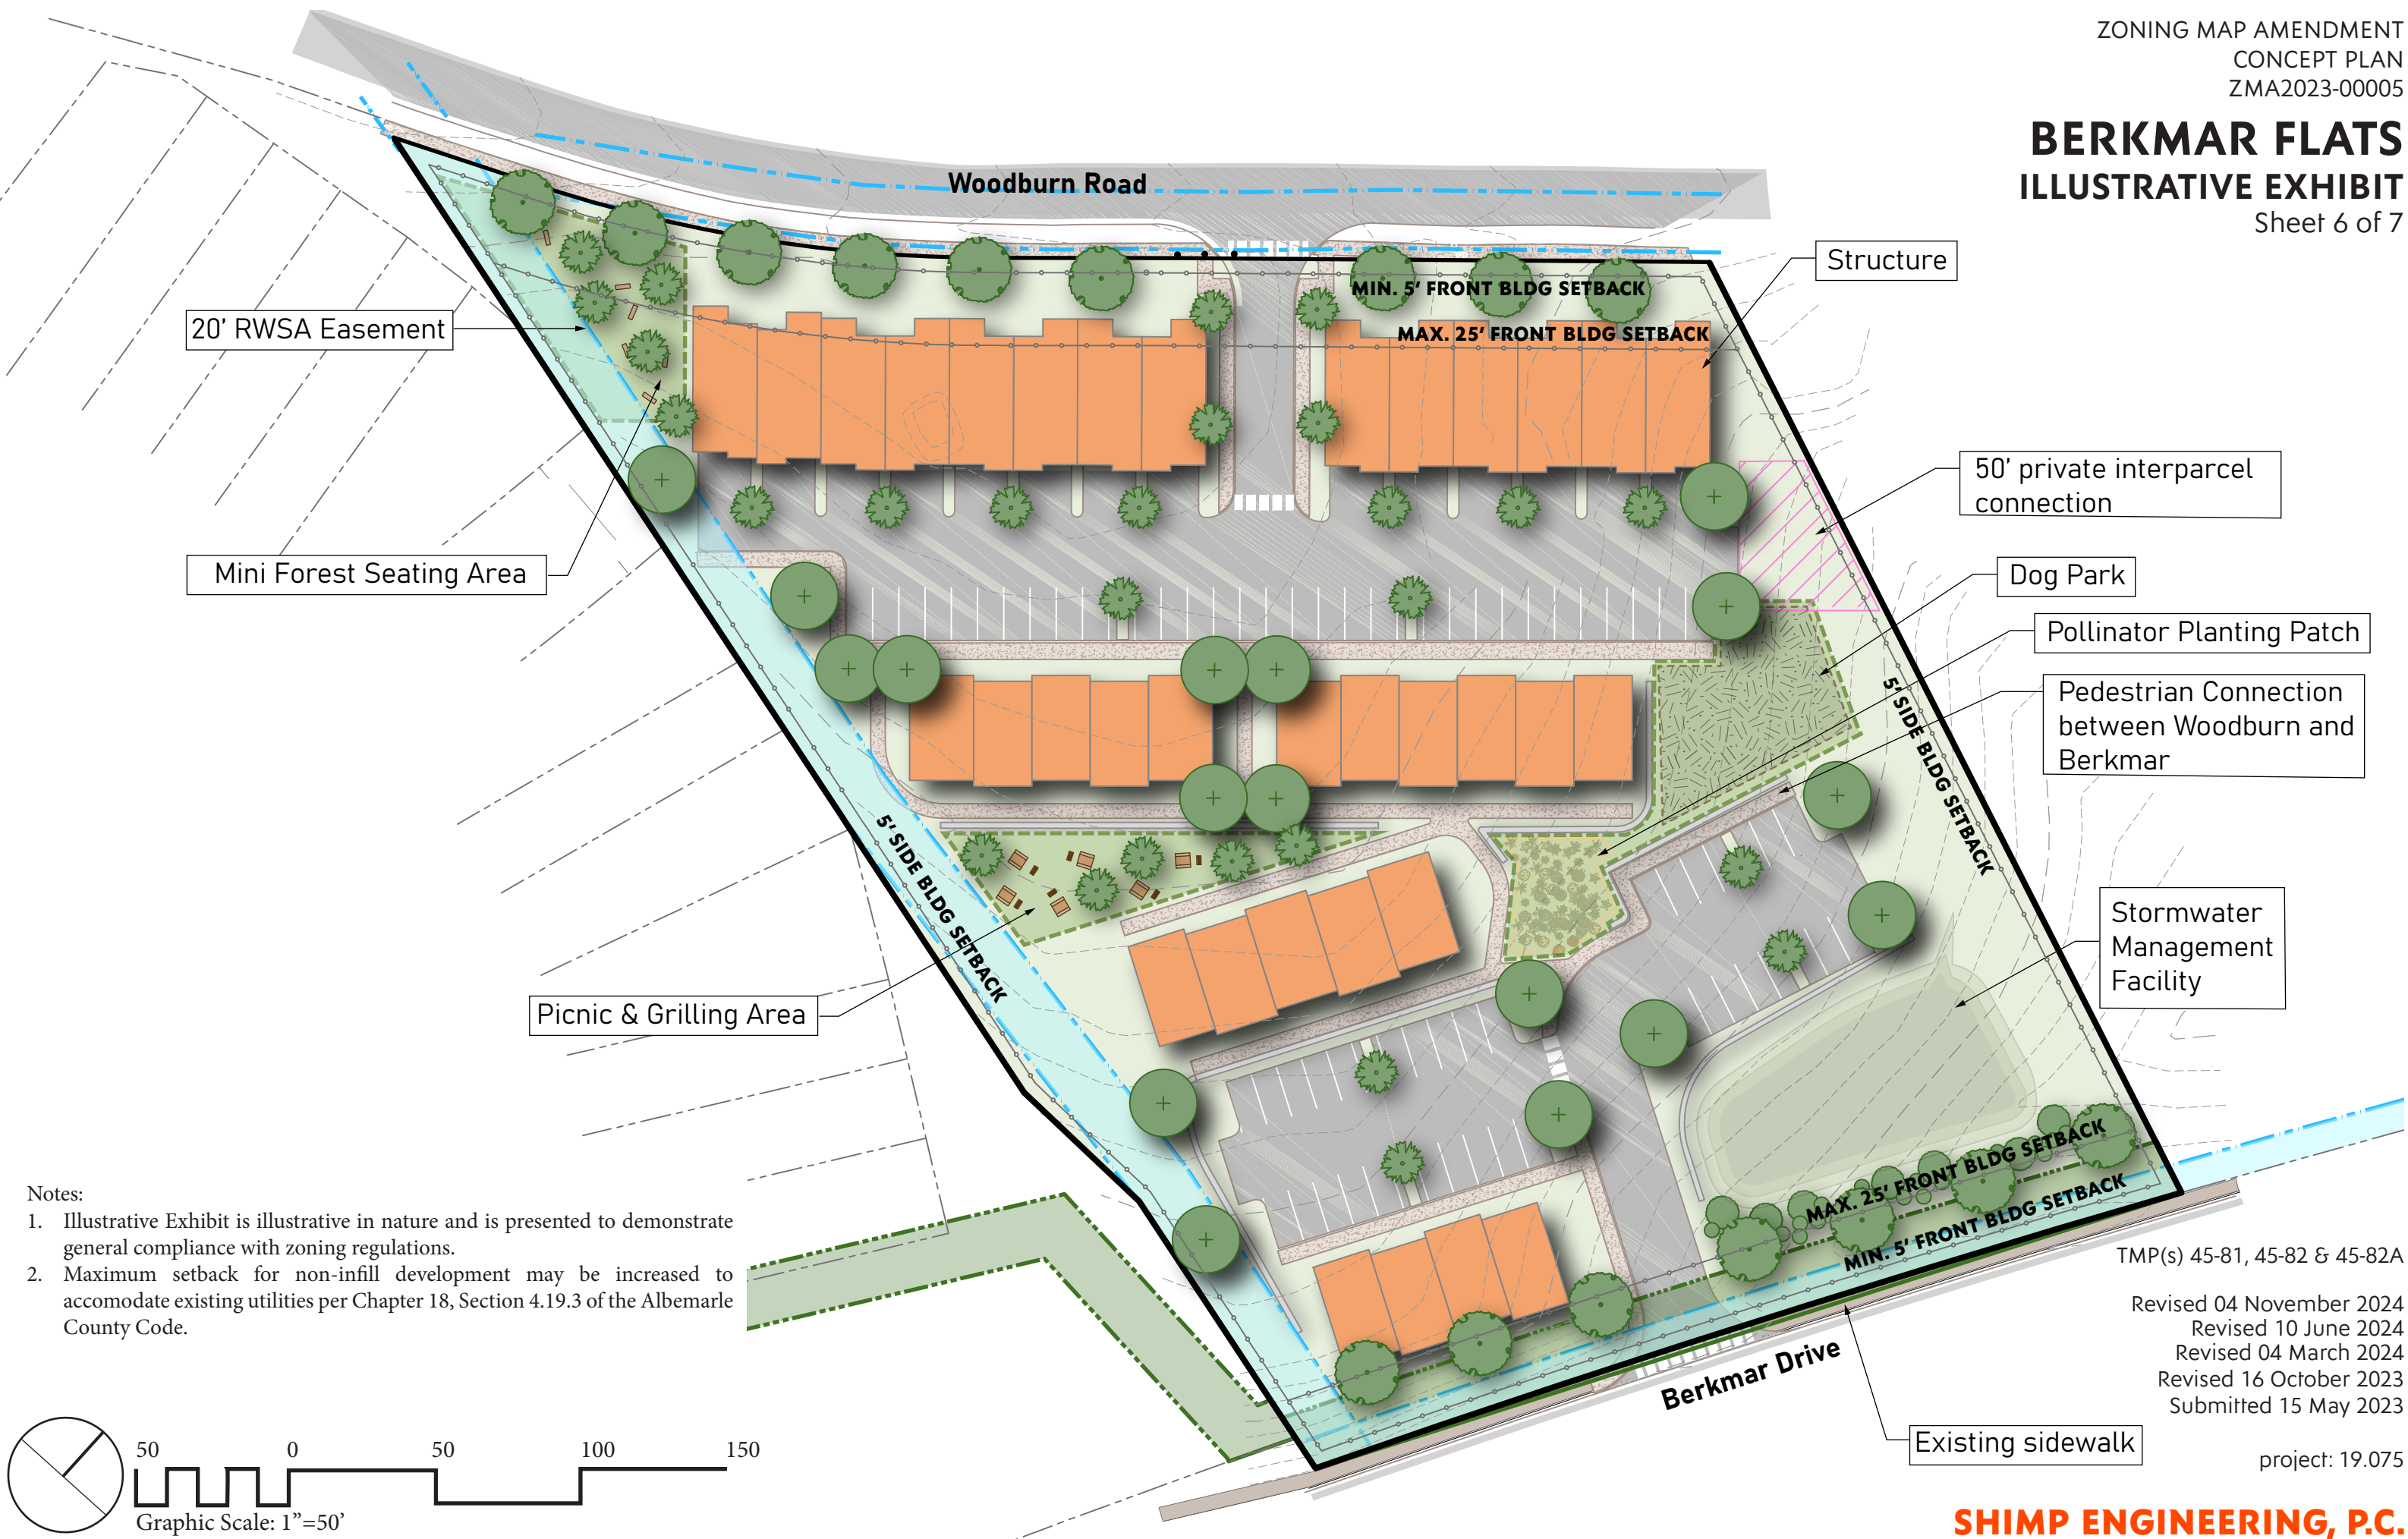 ZONING MAP AMENDMENT
CONCEPT PLAN
ZMA2023-00005
BERKMAR FLATS
ILLUSTRATIVE EXHIBIT
Sheet 6 of 7
Woodburn Road
Structure
MIN. 5' FRONT BLDG SETBACK
MAX. 25' FRONT BLDG SETBACK
20' RWSA Easement
50' private interparcel
connection
Mini Forest Seating Area
Dog Park
Pollinator Planting Patch
Pedestrian Connection
between Woodburn and
Berkmar
5' SIDE BLDG SETBACK
5' SIDE BLDG SETBACK
Stormwater
Management
Facility
Picnic & Grilling Area
MAX. 25' FRONT BLDG SETBACK
MIN. 5' FRONT BLDG SETBACK
Notes:
1. Illustrative Exhibit is illustrative in nature and is presented to demonstrate
general compliance with zoning regulations.
2. Maximum setback for non-infill development may be increased to
accomodate existing utilities per Chapter 18, Section 4.19.3 of the Albemarle
County Code.
TMP(s) 45-81, 45-82 & 45-82A
Revised 04 November 2024
Revised 10 June 2024
Revised 04 March 2024
Revised 16 October 2023
Submitted 15 May 2023
Berkmar Drive
Existing sidewalk
project: 19.075
50 0 50 100 150
Graphic Scale: 1"=50'
SHIMP ENGINEERING, P.C.